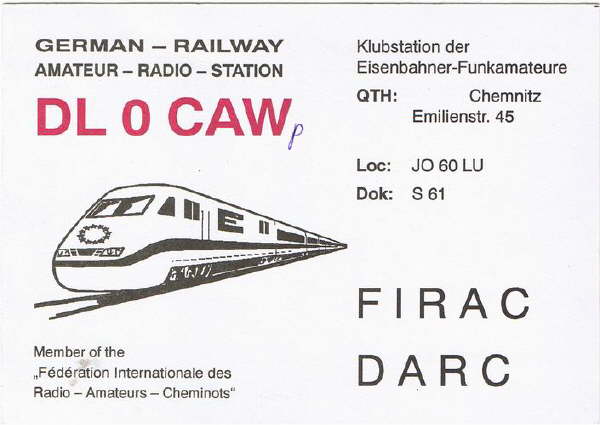 GERMAN – RAILWAY
AMATEUR – RADIO – STATION
DL 0 CAW p
Klubstation der
Eisenbahner-Funkamateure
QTH: Chemnitz
Emilienstr. 45
Loc: JO 60 LU
Dok: S 61
E
FIRAC
DARC
Member of the
„Fédération Internationale des
Radio – Amateurs – Cheminots“